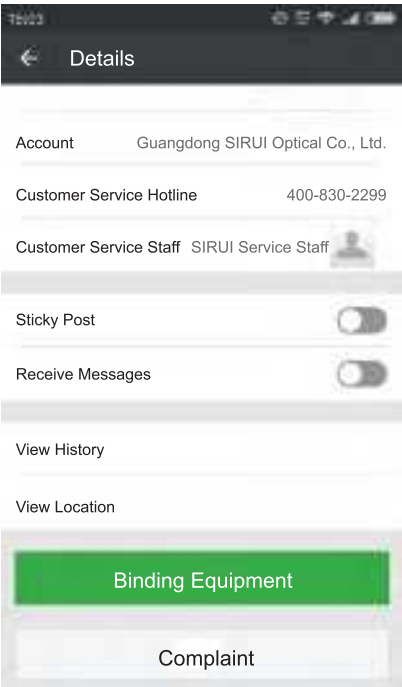 Details
Account Guangdong SIRUI Optical Co., Ltd.
Customer Service Hotline 400-830-2299
Customer Service Staff SIRUI Service Staff
Sticky Post
Receive Messages
View History
View Location
Binding Equipment
Complaint